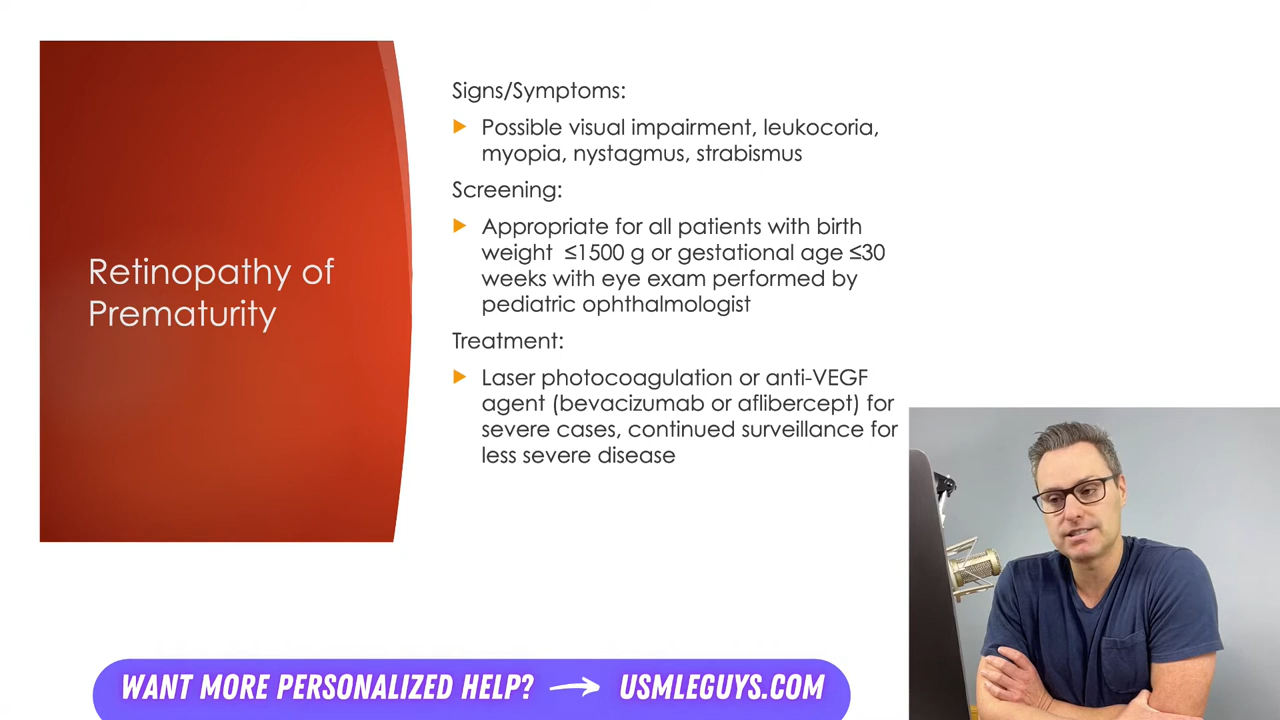 Retinopathy of
Prematurity
Signs/Symptoms:
Possible visual impairment, leukocoria,
myopia, nystagmus, strabismus
Screening:
Appropriate for all patients with birth
weight ≤1500 g or gestational age ≤30
weeks with eye exam performed by
pediatric ophthalmologist
Treatment:
Laser photocoagulation or anti-VEGF
agent (bevacizumab or aflibercept) for
severe cases, continued surveillance for
less severe disease
WANT MORE PERSONALIZED HELP? → USMLEGUYS.COM